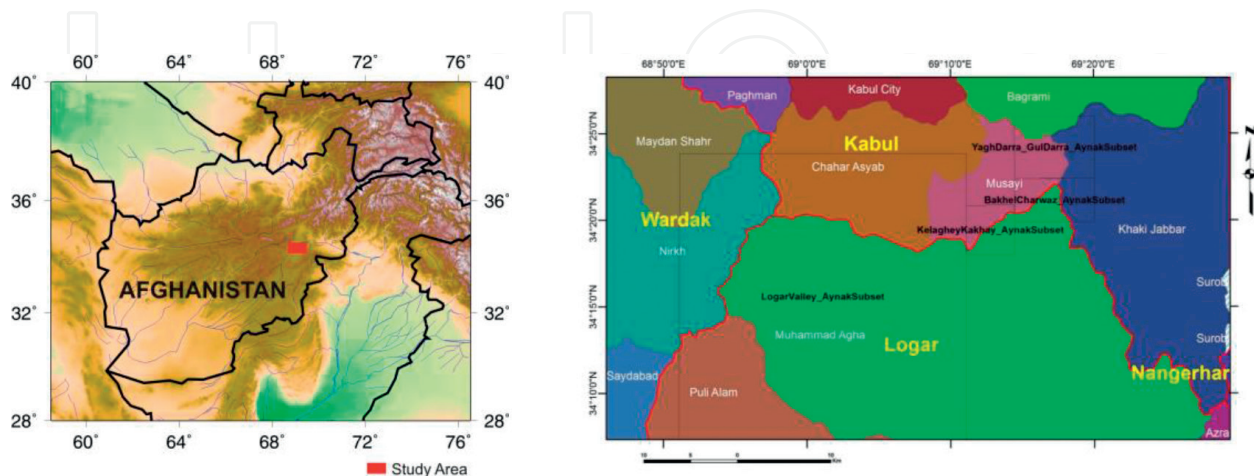 60° 64° 68° 72° 76°
40° 40°
36° 36°
32° 32°
28° 28°
AFGHANISTAN
60° 64° 68° 72° 76°
Study Area
68°50'0"E 69°0'0"E 69°10'0"E 69°20'0"E
34°25'0"N
34°20'0"N
34°15'0"N
34°10'0"N
Paghman
Kabul City
Bagrami
Maydan Shahr
Kabul
YaghDarra_GulDarra_AynakSubset
Chahar Asyab
Musayi
BakhelCharwaz_AynakSubset
Wardak
KelagheyKakhay_AynakSubset
Khaki Jabbar
Nirkh
Surob
LogarValley_AynakSubset
Muhammad Agha
Logar
Surob
Saydabad
Puli Alam
Nangerhar
Azra